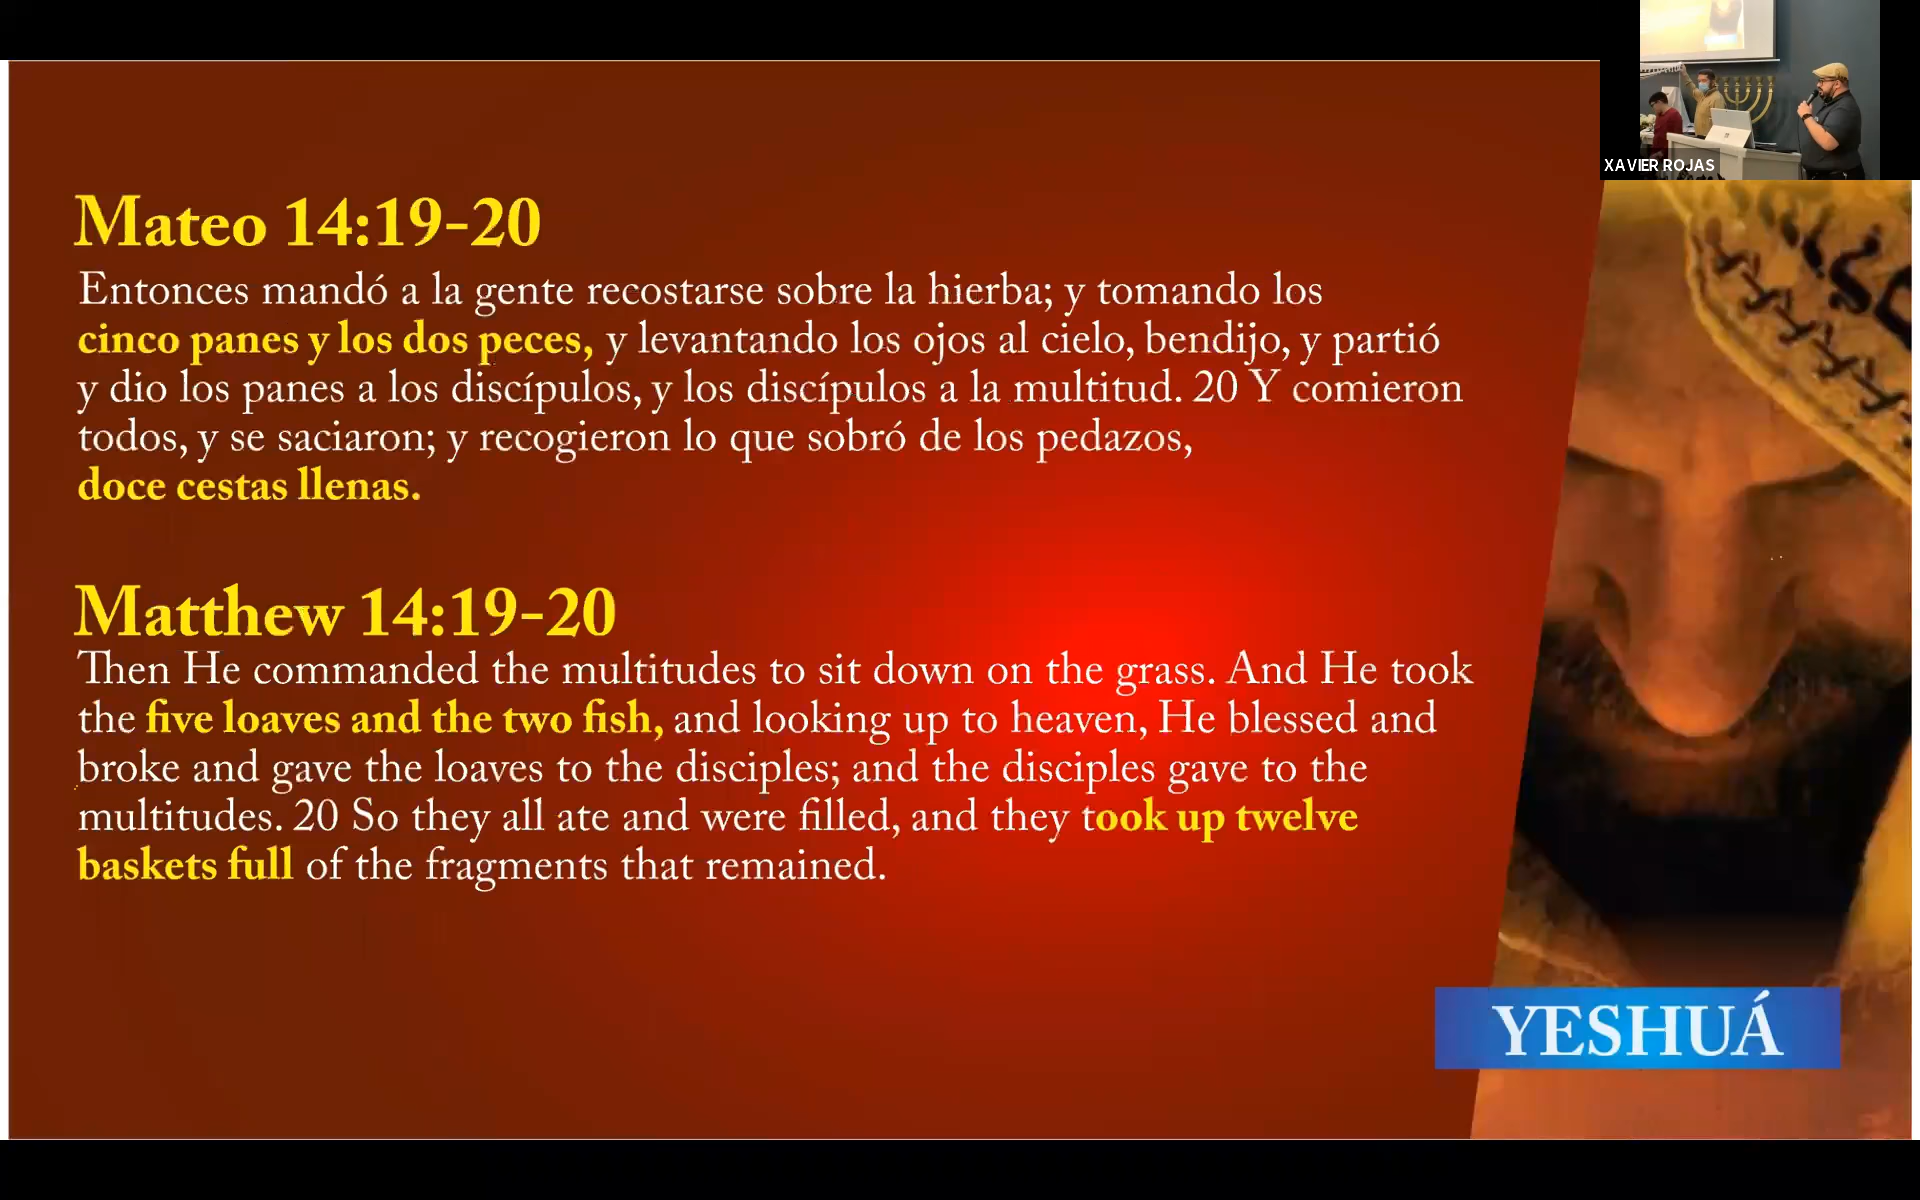 XAVIER ROJAS
Mateo 14:19-20
Entonces mandó a la gente recostarse sobre la hierba; y tomando los
cinco panes y los dos peces, y levantando los ojos al cielo, bendijo, y partió
y dio los panes a los discípulos, y los discípulos a la multitud. 20 Y comieron
todos, y se saciaron; y recogieron lo que sobró de los pedazos,
doce cestas llenas.
Matthew 14:19-20
Then He commanded the multitudes to sit down on the grass. And He took
the five loaves and the two fish, and looking up to heaven, He blessed and
broke and gave the loaves to the disciples; and the disciples gave to the
multitudes. 20 So they all ate and were filled, and they took up twelve
baskets full of the fragments that remained.
YESHUÁ